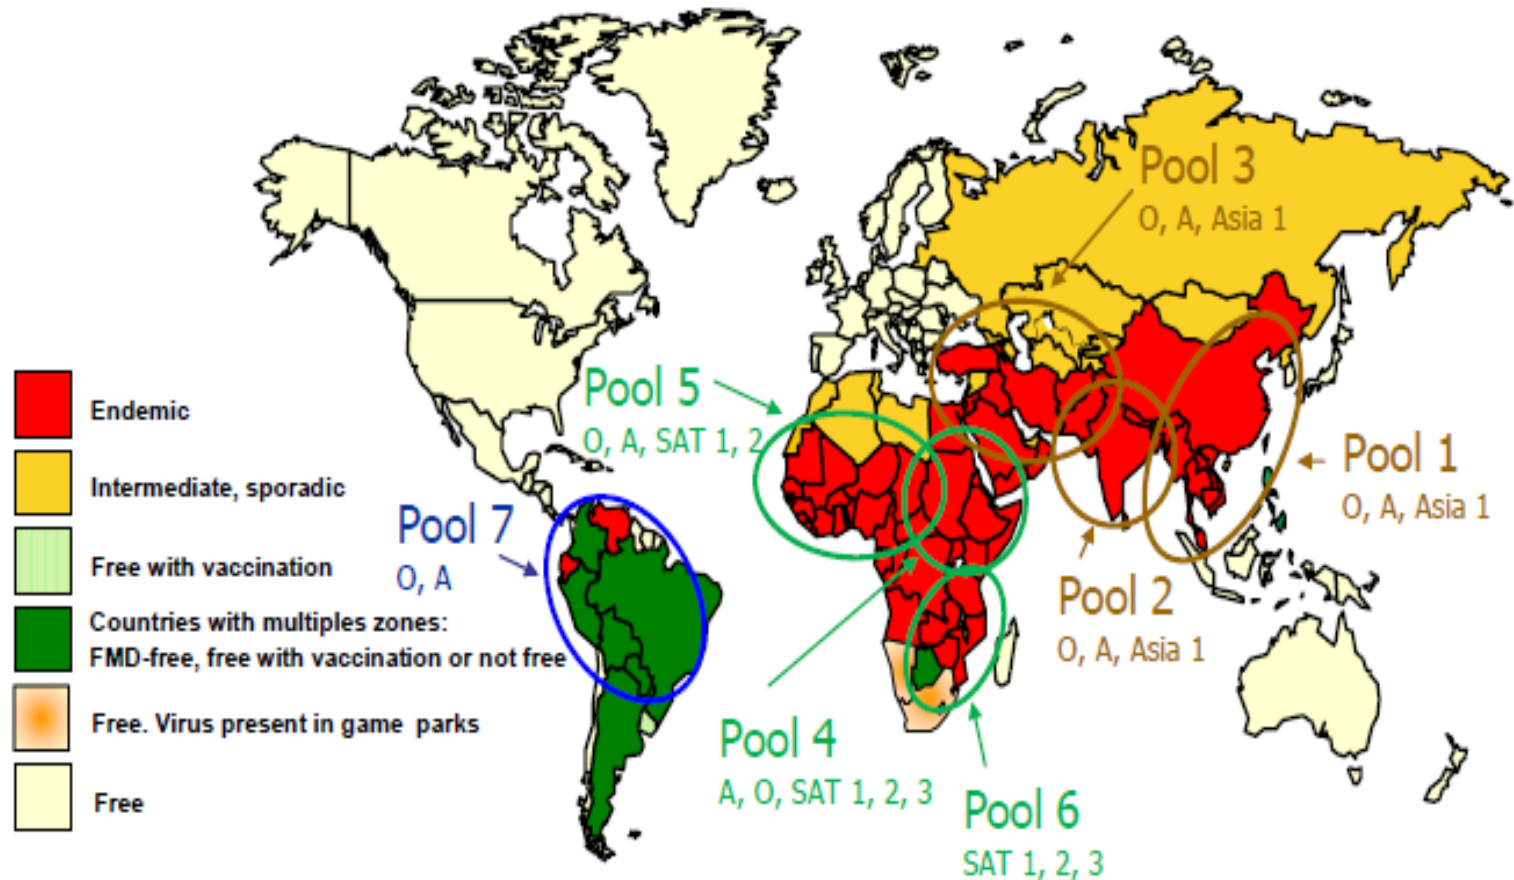 Pool 3
O, A, Asia 1
Pool 5
O, A, SAT 1, 2
Endemic
Pool 1
O, A, Asia 1
Intermediate, sporadic
Pool 7
O, A
Free with vaccination
Pool 2
O, A, Asia 1
Countries with multiples zones:
FMD-free, free with vaccination or not free
Free. Virus present in game parks
Pool 4
A, O, SAT 1, 2, 3
Free
Pool 6
SAT 1, 2, 3